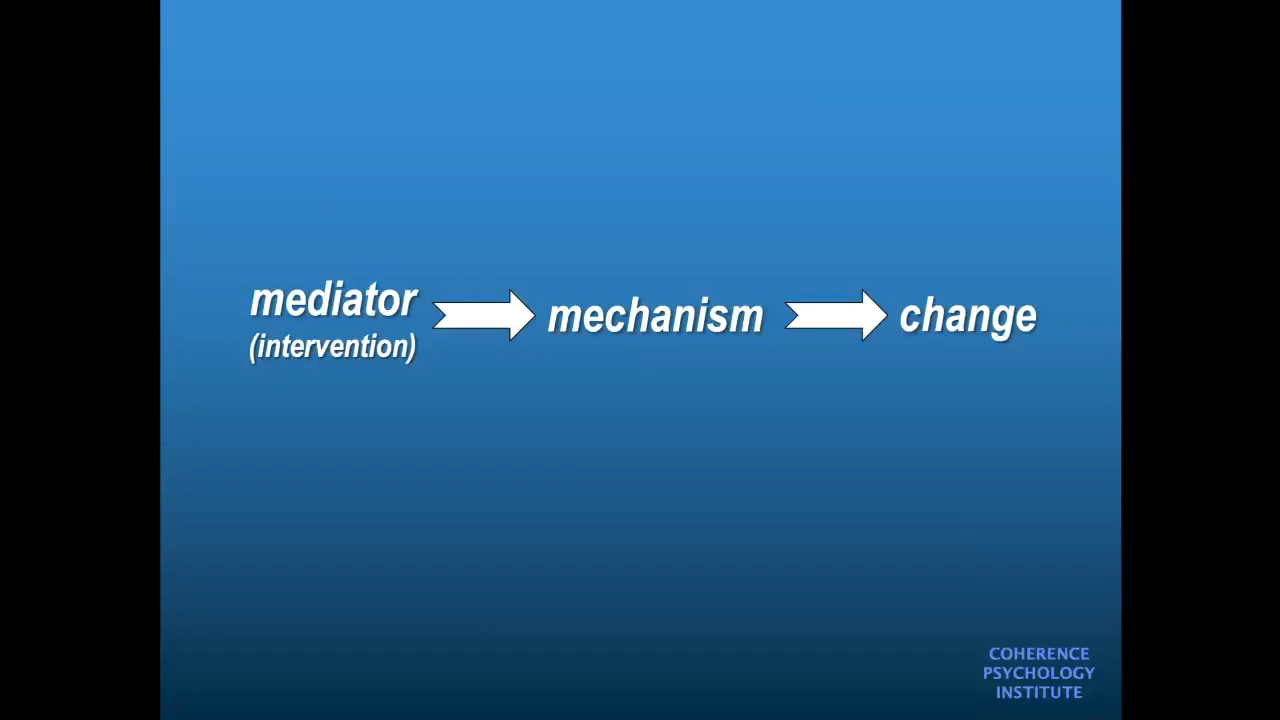 mediator
(intervention)
mechanism
change
COHERENCE
PSYCHOLOGY
INSTITUTE